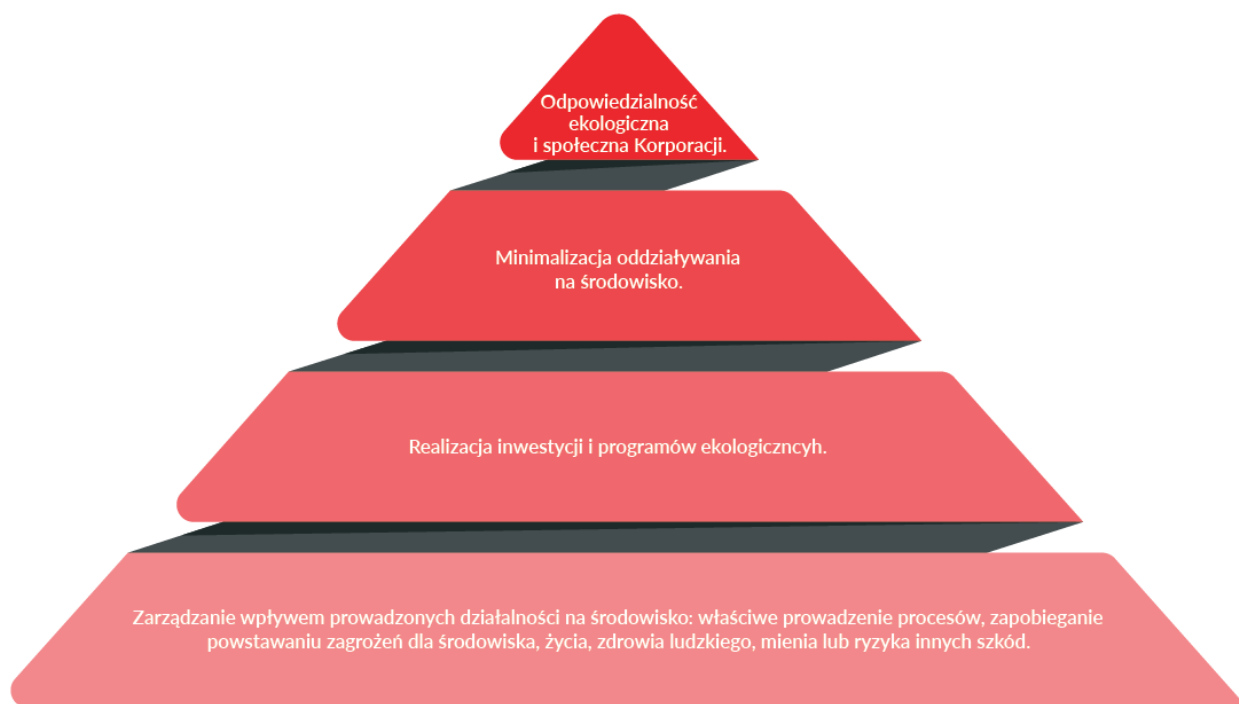 Odpowiedzialność
ekologiczna
i społeczna Korporacji.
Minimalizacja oddziaływania
na środowisko.
Realizacja inwestycji i programów ekologiczncyh.
Zarządzanie wpływem prowadzonych działalności na środowisko: właściwe prowadzenie procesów, zapobieganie
powstawaniu zagrożeń dla środowiska, życia, zdrowia ludzkiego, mienia lub ryzyka innych szkód.